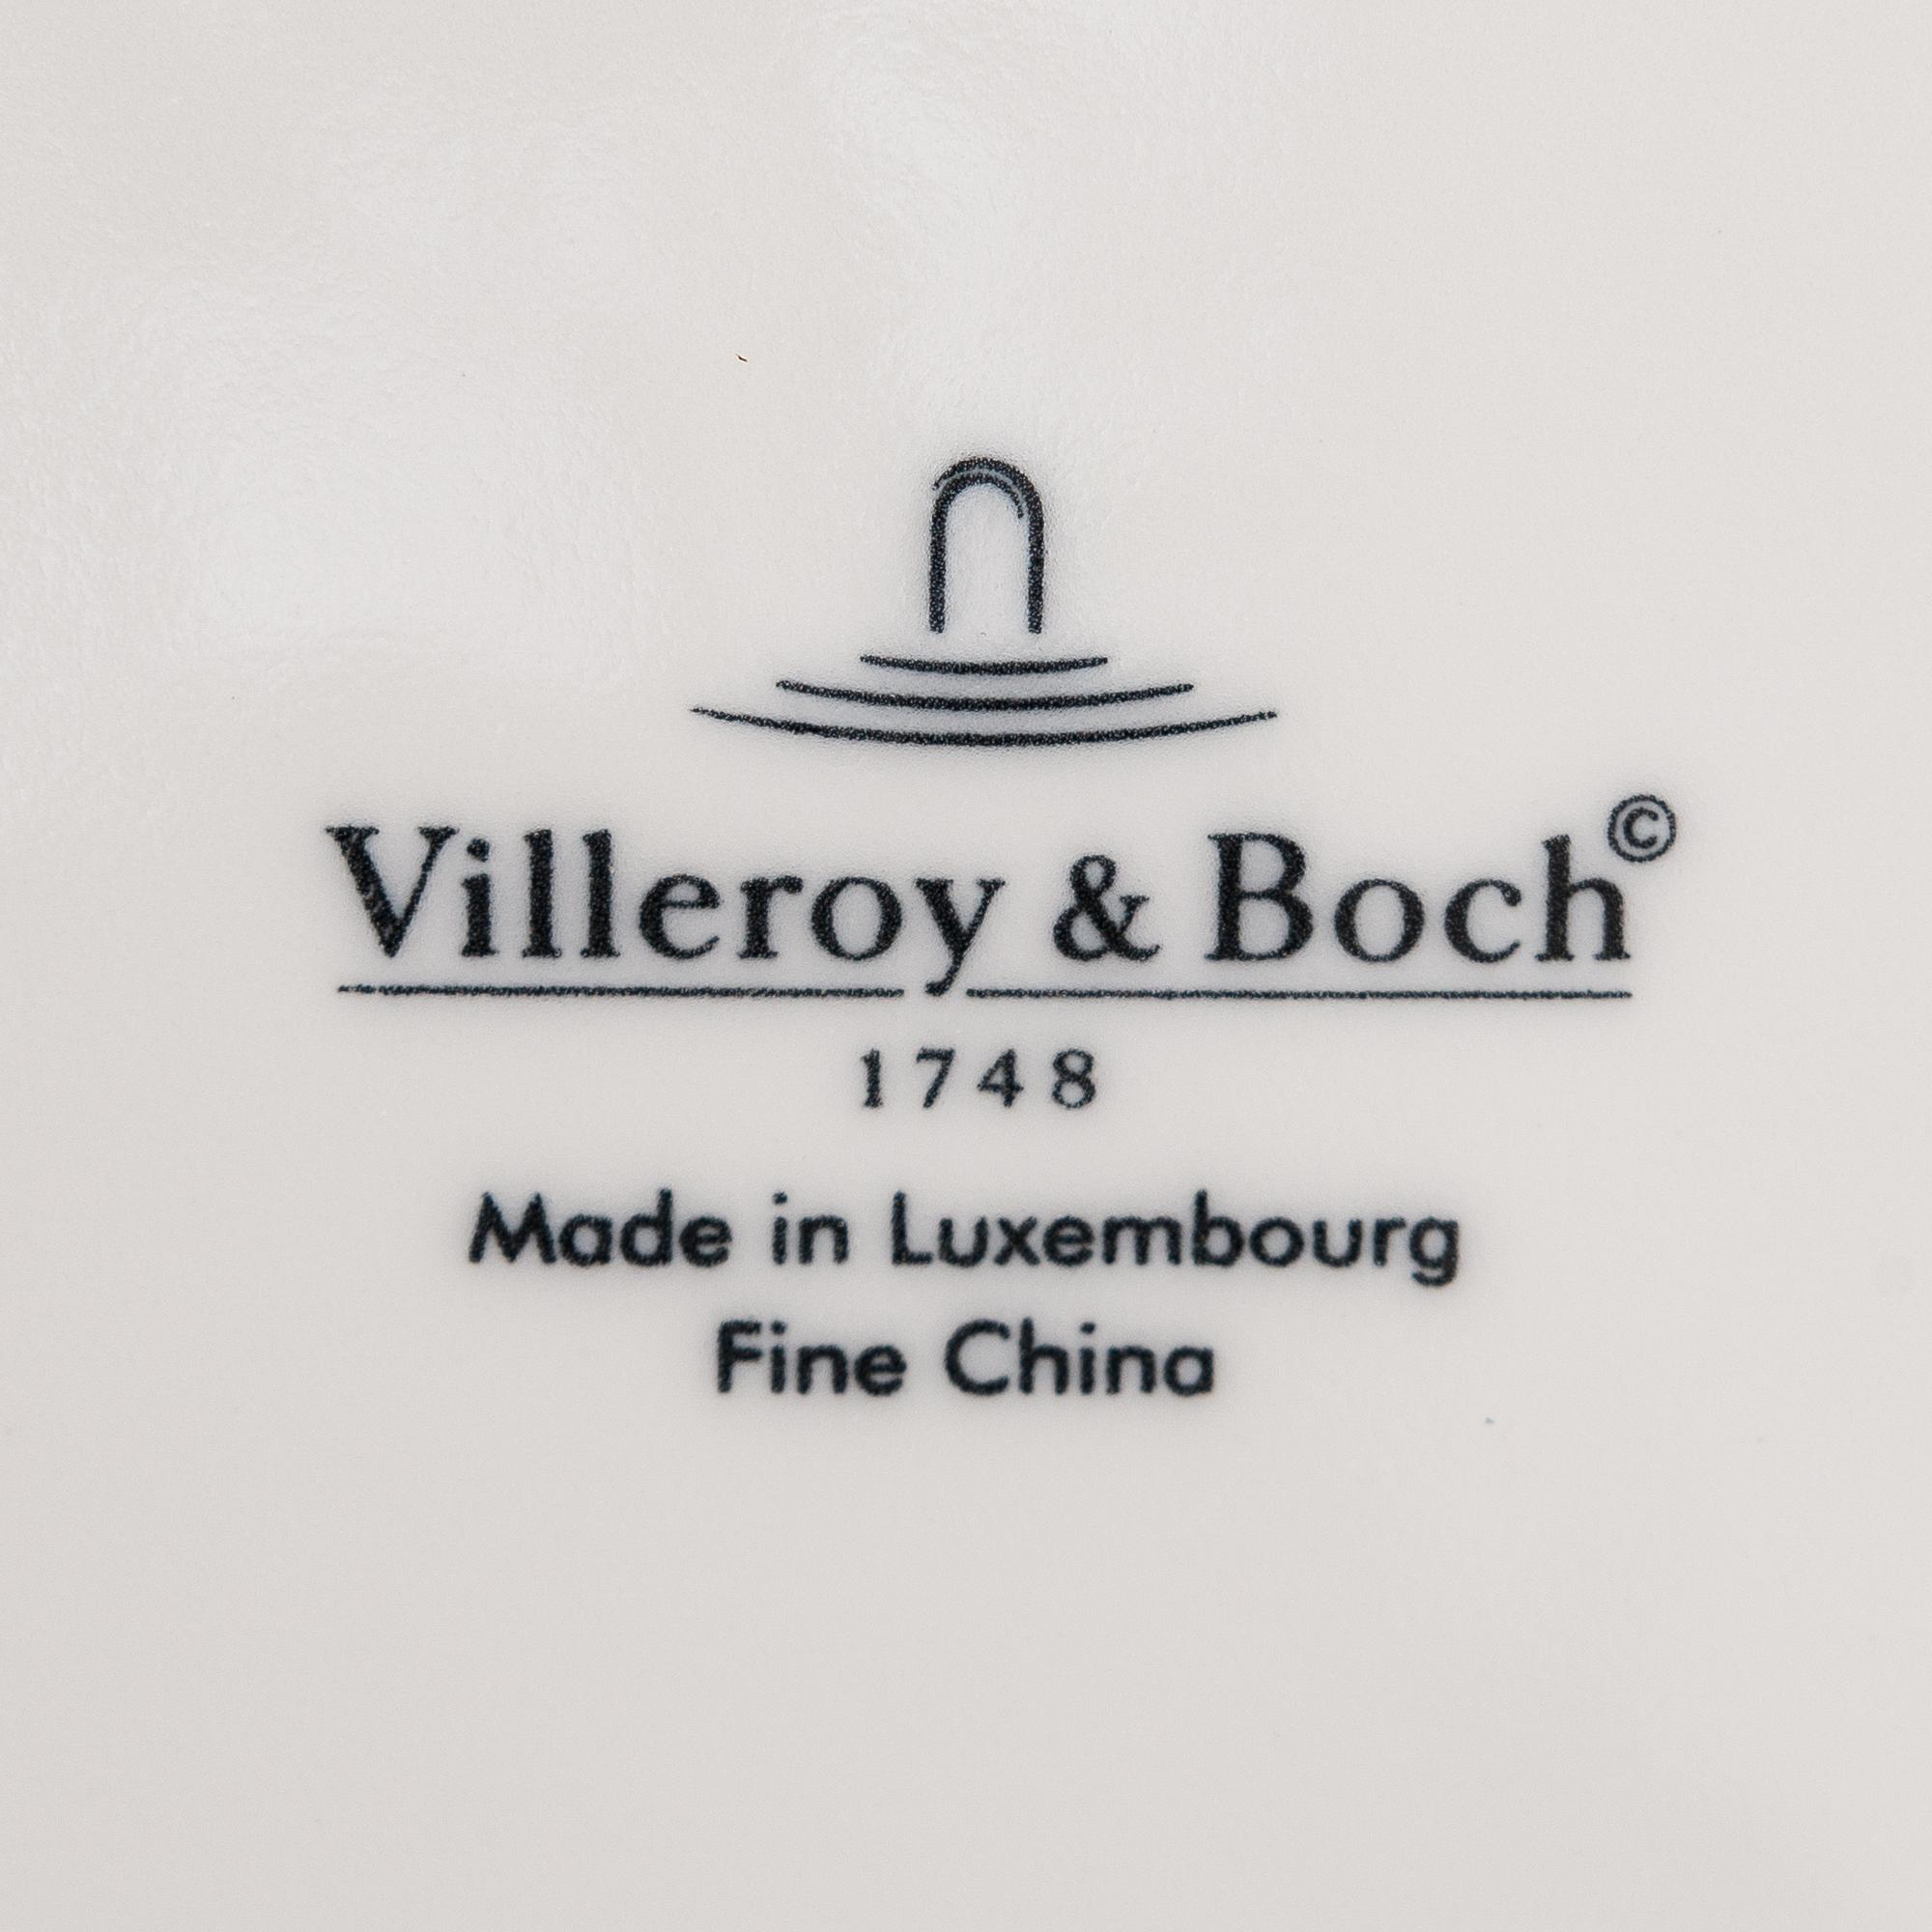 Villeroy & Boch©
1748
Made in Luxembourg
Fine China